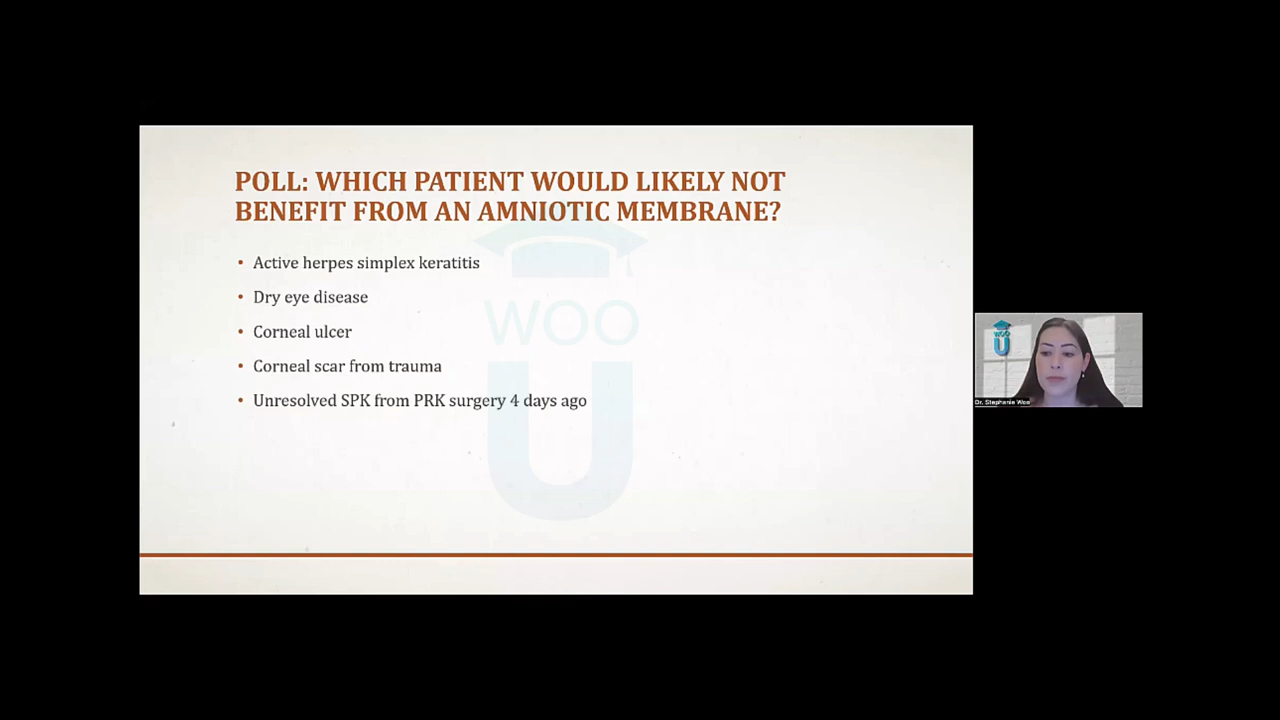 POLL: WHICH PATIENT WOULD LIKELY NOT
BENEFIT FROM AN AMNIOTIC MEMBRANE?
• Active herpes simplex keratitis
• Dry eye disease
• Corneal ulcer
• Corneal scar from trauma
• Unresolved SPK from PRK surgery 4 days ago
WOO
U
WOO
U
Dr. Stephanie Woo